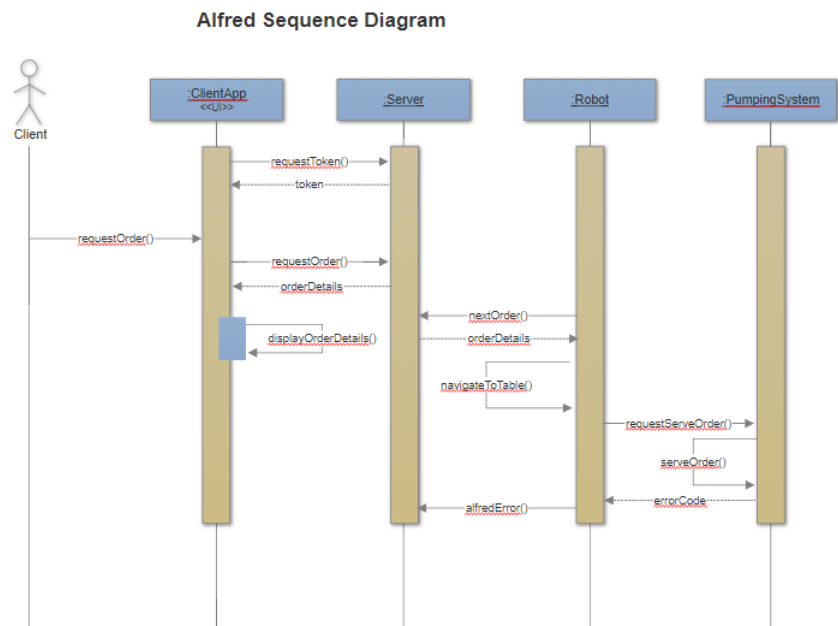 Alfred Sequence Diagram
Client
:ClientApp
<<UI>>
:Server
:Robot
:PumpingSystem
requestToken()
token
requestOrder()
requestOrder()
orderDetails
nextOrder()
displayOrderDetails()
orderDetails
navigateToTable()
requestServeOrder()
serveOrder()
errorCode
alfredError()